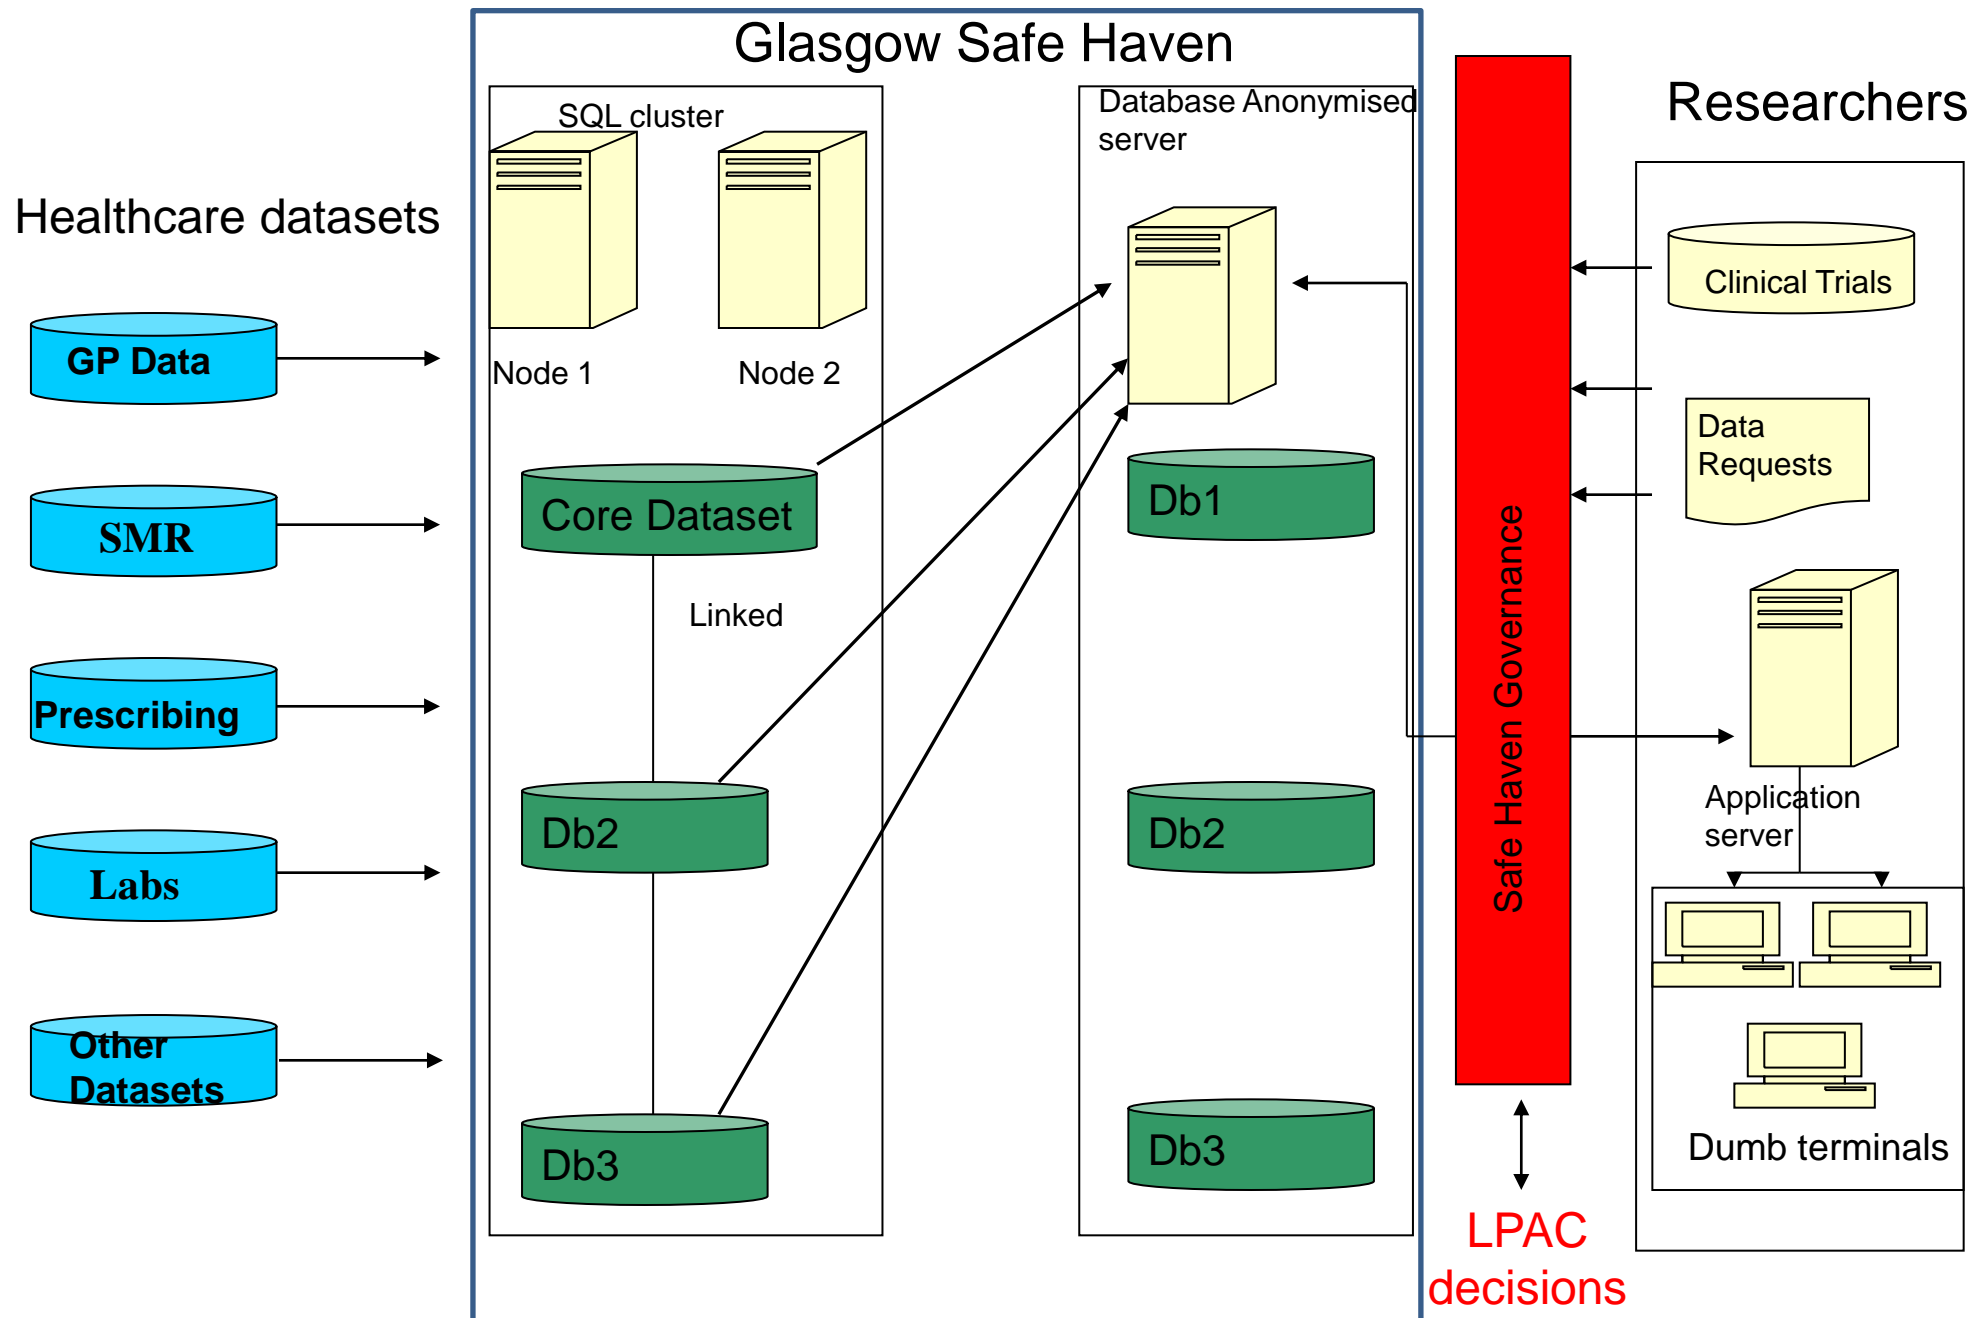 Glasgow Safe Haven
Healthcare datasets
GP Data
SMR
Prescribing
Labs
Other
Datasets
SQL cluster
Node 1
Node 2
Core Dataset
Linked
Db2
Db3
Database Anonymised
server
Db1
Db2
Db3
Safe Haven Governance
LPAC
decisions
Researchers
Clinical Trials
Data
Requests
Application
server
Dumb terminals